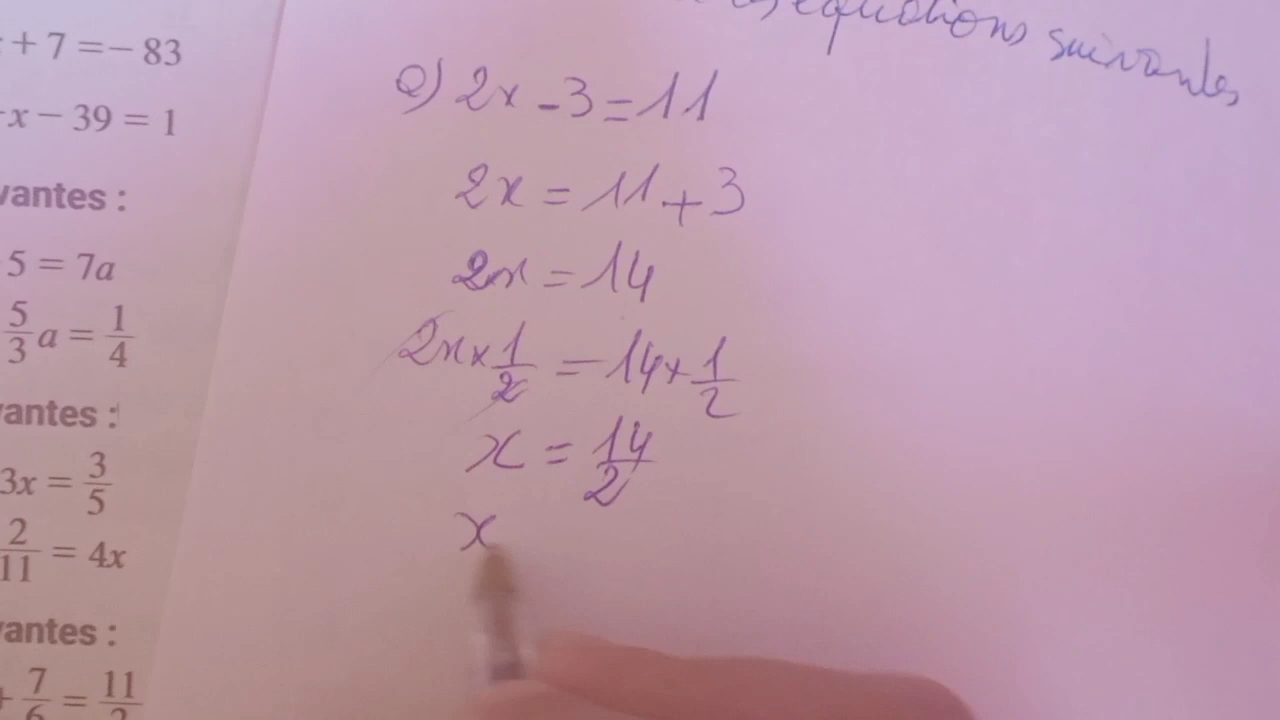 + 7 = − 83
x − 39 = 1
vantes :
5 = 7a
5/3 a = 1/4
vantes :
3x = 3/5
2/11 = 4x
vantes :
+ 7/6 = 11/2
equations suivantes
a) 2x - 3 = 11
2x = 11 + 3
2x = 14
2x × 1/2 = 14 × 1/2
x = 14/2
x